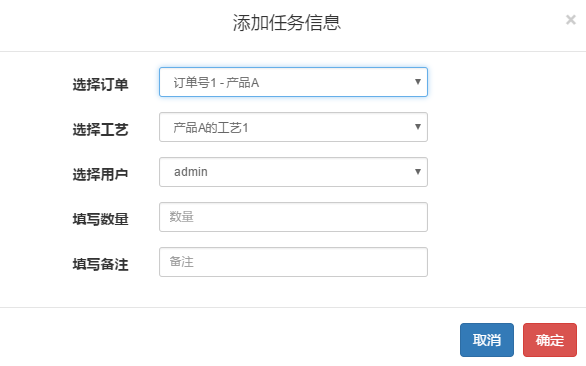 添加任务信息
×
选择订单 订单号1 - 产品A
选择工艺 产品A的工艺1
选择用户 admin
填写数量 数量
填写备注 备注
取消 确定